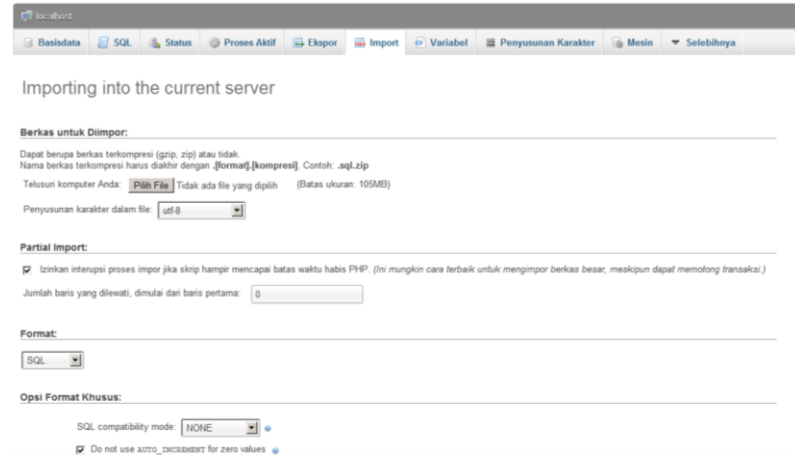 localhost
Basisdata SQL Status Proses Aktif Ekspor Import Variabel Penyusunan Karakter Mesin Selebihnya
Importing into the current server
Berkas untuk Diimpor:
Dapat berupa berkas terkompresi (gzip, zip) atau tidak.
Nama berkas terkompresi harus diakhir dengan .[format].[kompresi]. Contoh: .sql.zip
Telusuri komputer Anda: Pilih File Tidak ada file yang dipilih (Batas ukuran: 105MB)
Penyusunan karakter dalam file: utf-8
Partial Import:
Izinkan interupsi proses impor jika skrip hampir mencapai batas waktu habis PHP. (Ini mungkin cara terbaik untuk mengimpor berkas besar, meskipun dapat memotong transaksi.)
Jumlah baris yang dilewati, dimulai dari baris pertama: 0
Format:
SQL
Opsi Format Khusus:
SQL compatibility mode: NONE
Do not use AUTO_INCREMENT for zero values